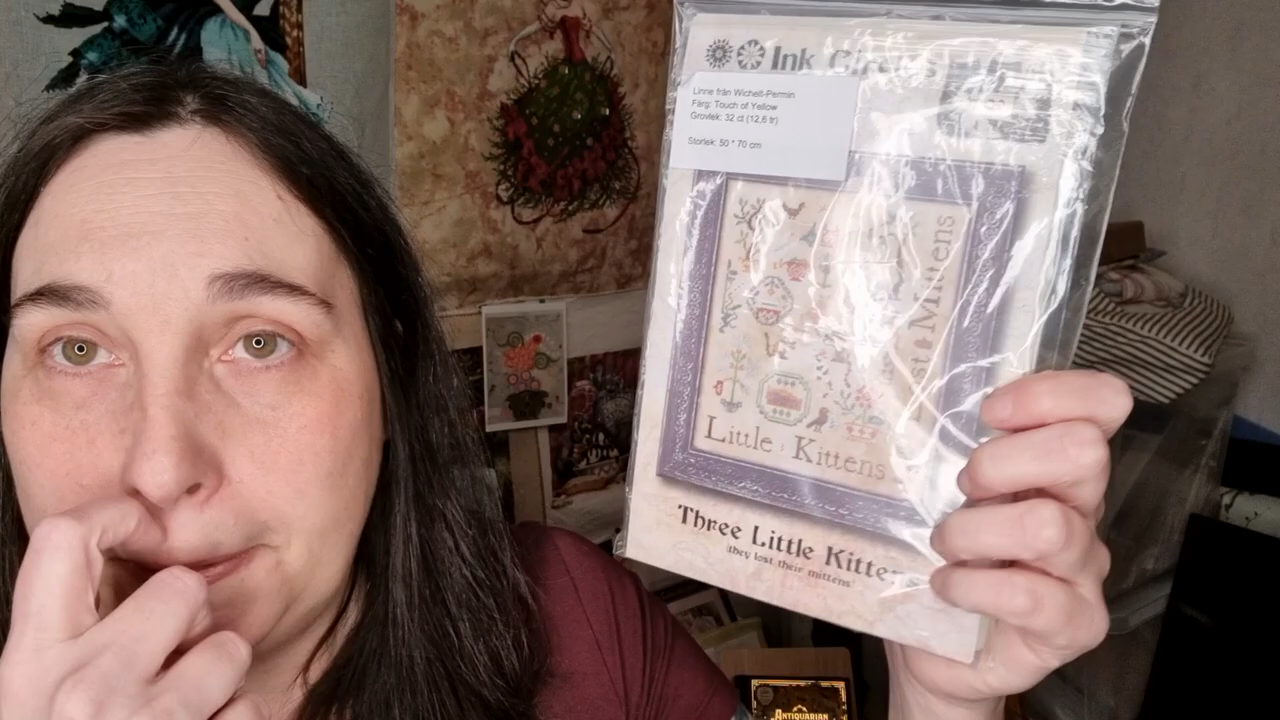 Ink Circles
Linne från Wichelt-Permin
Färg: Touch of Yellow
Grovlek: 32 ct (12,6 tr)
Storlek: 50 * 70 cm
Mittens
Little Kittens
Three Little
they lost their mittens
ANTIQUARIAN